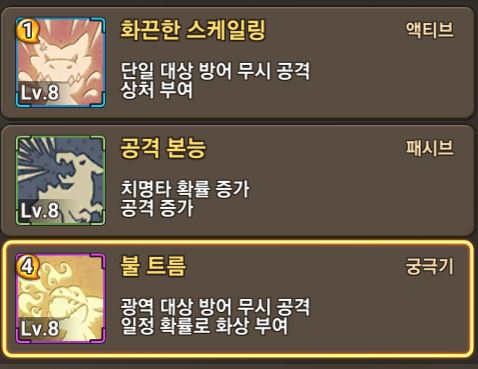 1
화끈한 스케일링
액티브
단일 대상 방어 무시 공격
상처 부여
Lv.8
공격 본능
패시브
치명타 확률 증가
공격 증가
Lv.8
4
불 트름
궁극기
광역 대상 방어 무시 공격
일정 확률로 화상 부여
Lv.8